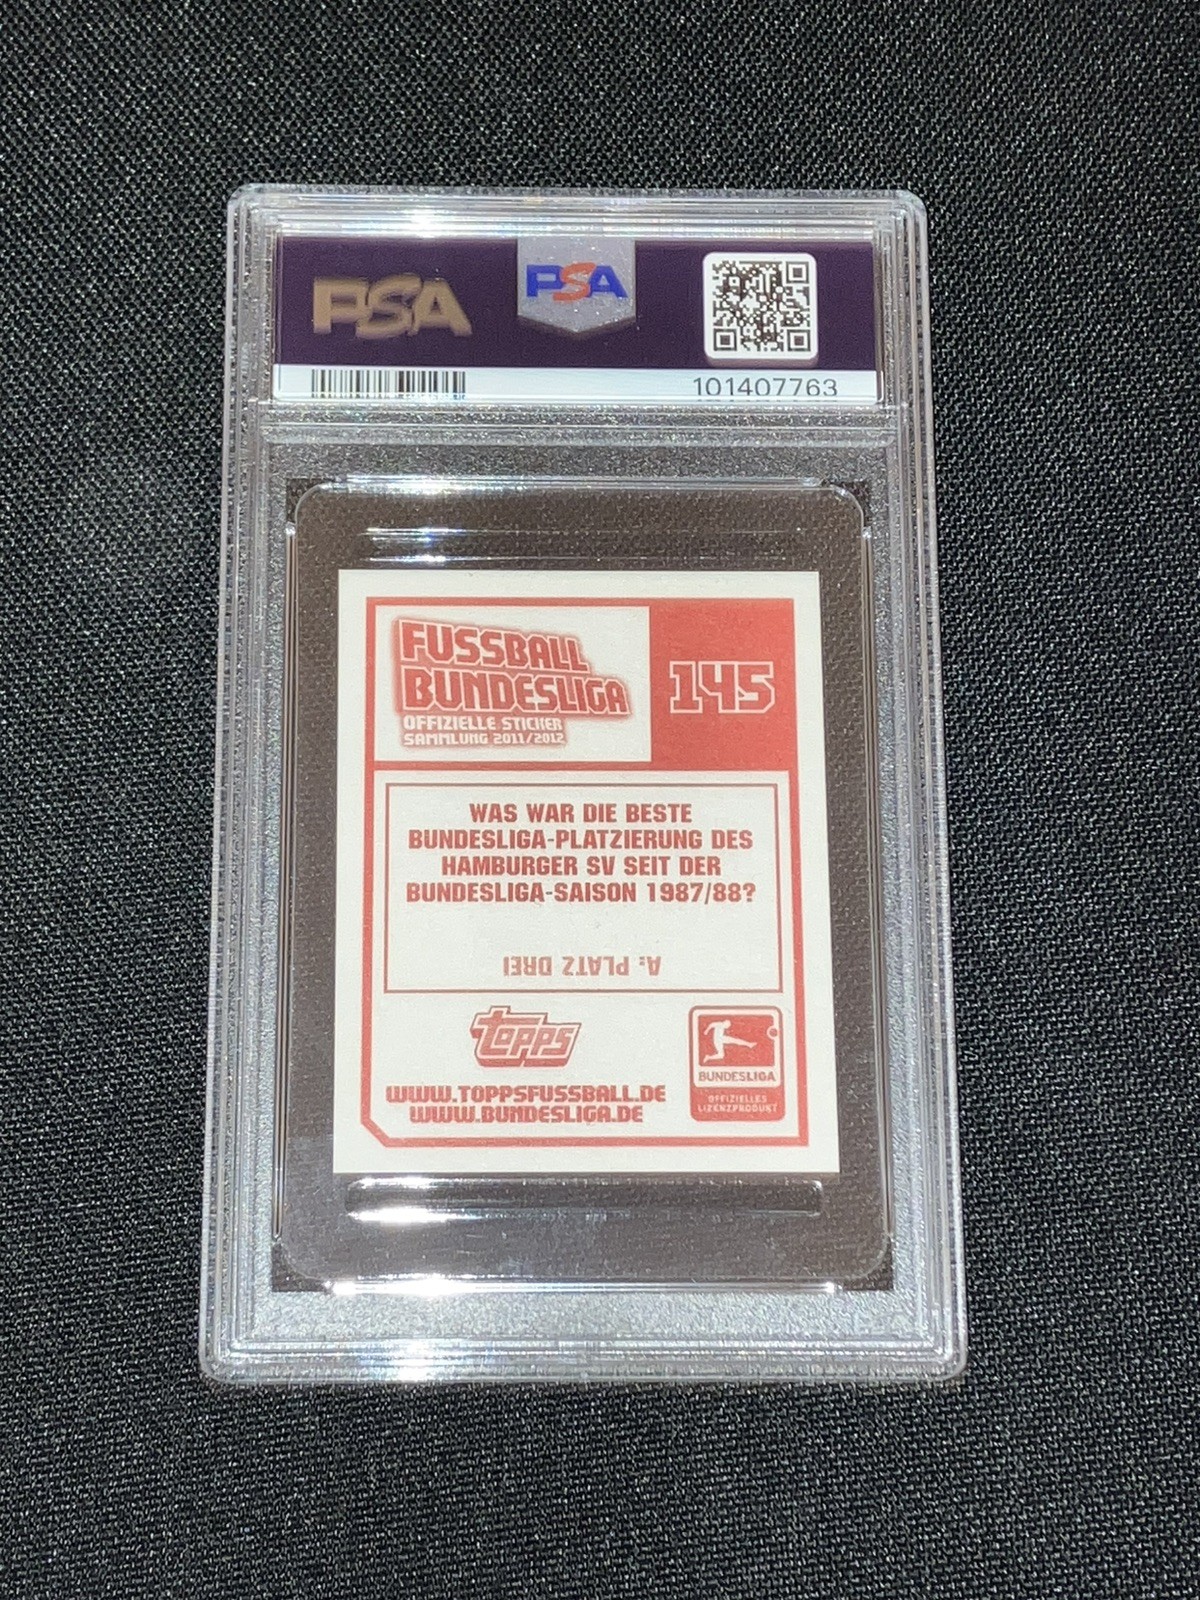 PSA
PSA
101407763
FUSSBALL
BUNDESLIGA
OFFIZIELLE STICKER
SAMMLUNG 2011/2012
145
WAS WAR DIE BESTE
BUNDESLIGA-PLATZIERUNG DES
HAMBURGER SV SEIT DER
BUNDESLIGA-SAISON 1987/88?
A: PLATZ DREI
TOPPS
BUNDESLIGA
OFFIZIELLES
LIZENZPRODUKT
WWW.TOPPSFUSSBALL.DE
WWW.BUNDESLIGA.DE